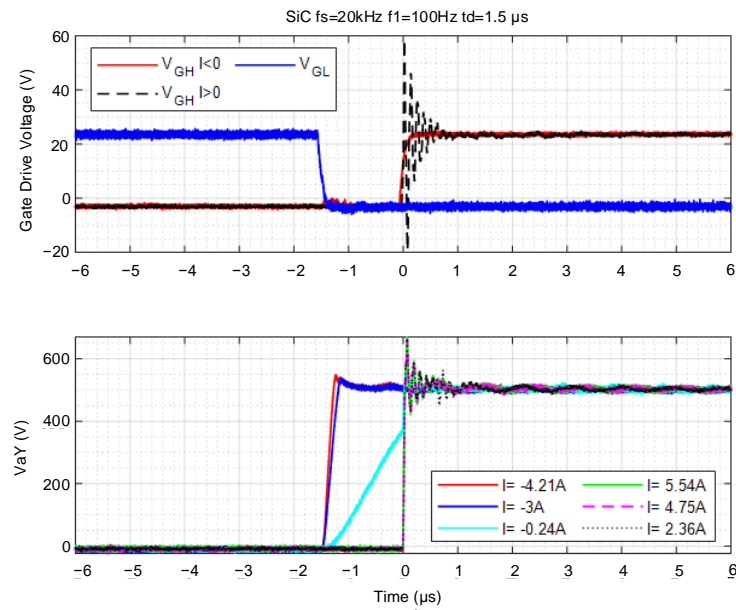 SiC fs=20kHz f1=100Hz td=1.5 µs
Gate Drive Voltage (V)
60
40
20
0
−20
V_GH I<0
V_GL
V_GH I>0
−6 −5 −4 −3 −2 −1 0 1 2 3 4 5 6
VaY (V)
600
400
200
0
I= -4.21A
I= 5.54A
I= -3A
I= 4.75A
I= -0.24A
I= 2.36A
−6 −5 −4 −3 −2 −1 0 1 2 3 4 5 6
Time (µs)